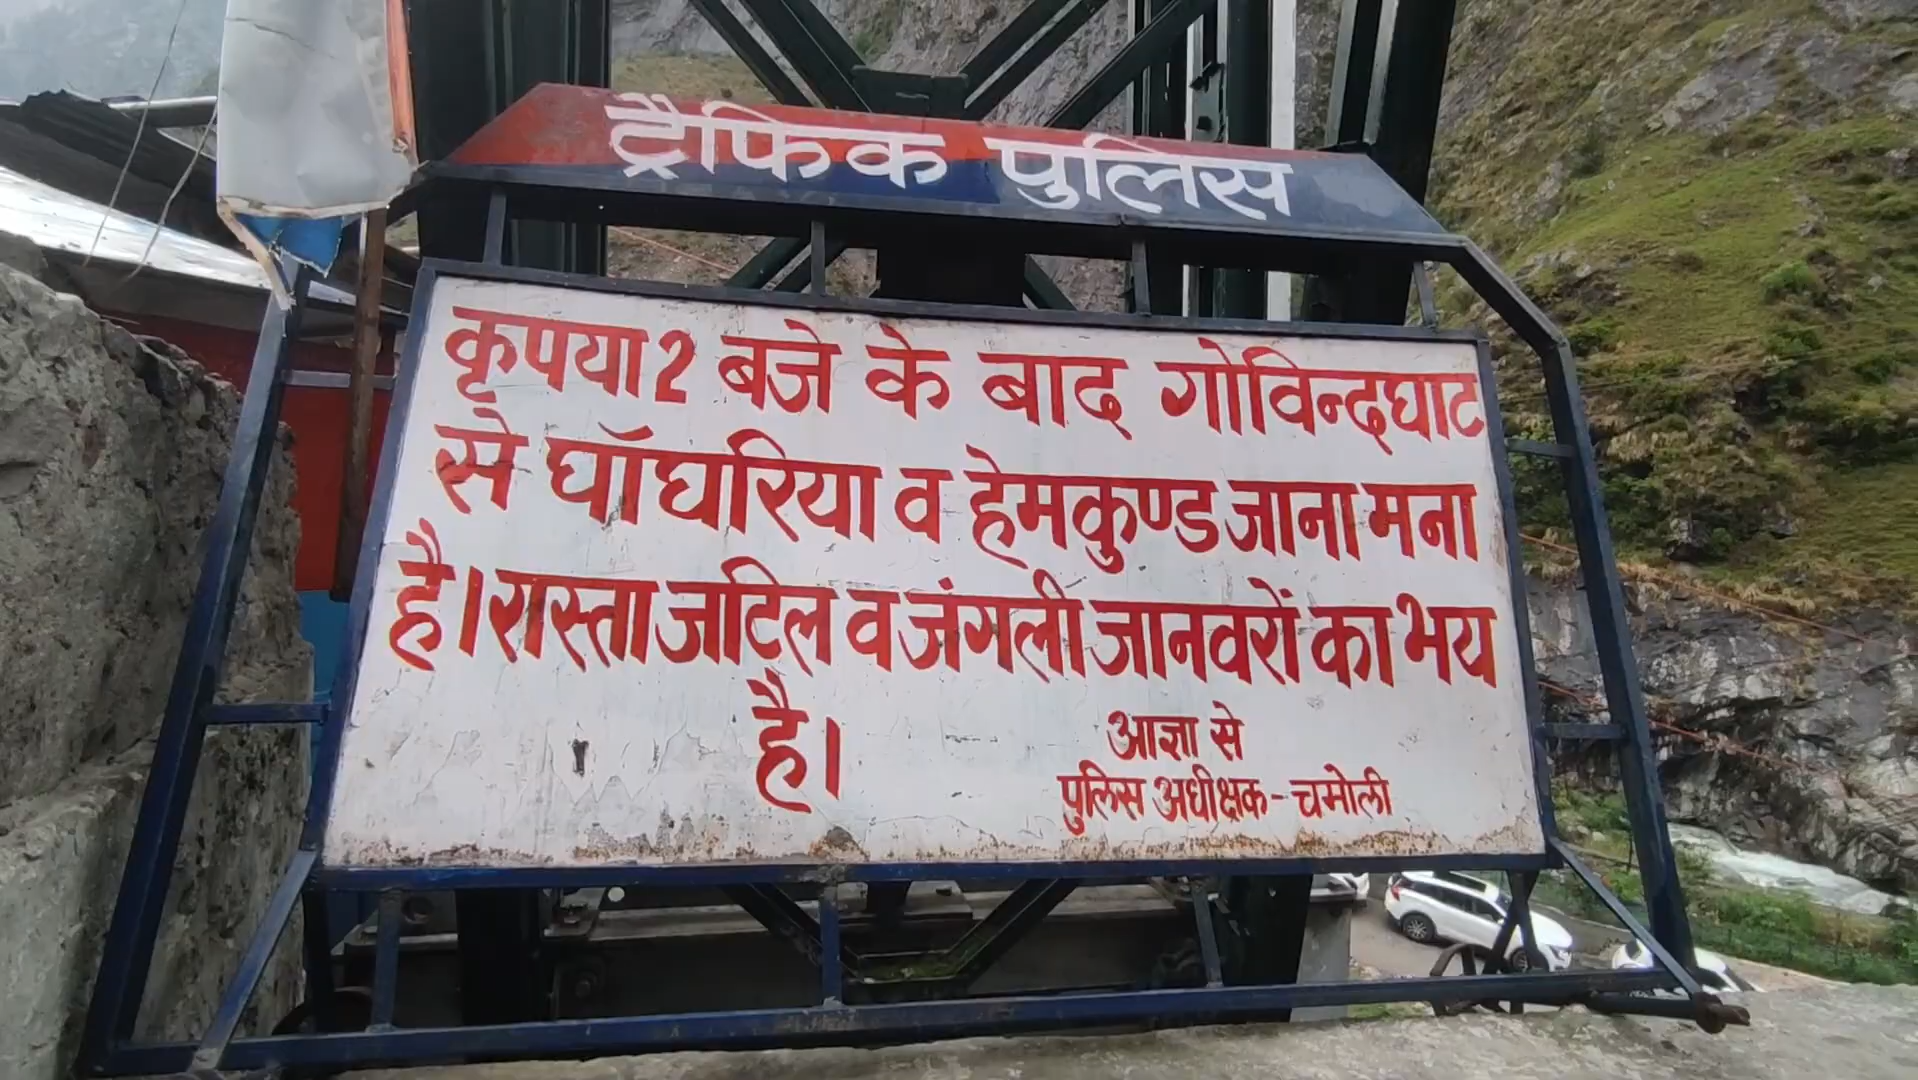 ट्रैफिक पुलिस
कृपया 2 बजे के बाद गोविन्दघाट
से घॉघरिया व हेमकुण्ड जाना मना
है। रास्ता जटिल व जंगली जानवरों का भय
है।
आज्ञा से
पुलिस अधीक्षक - चमोली